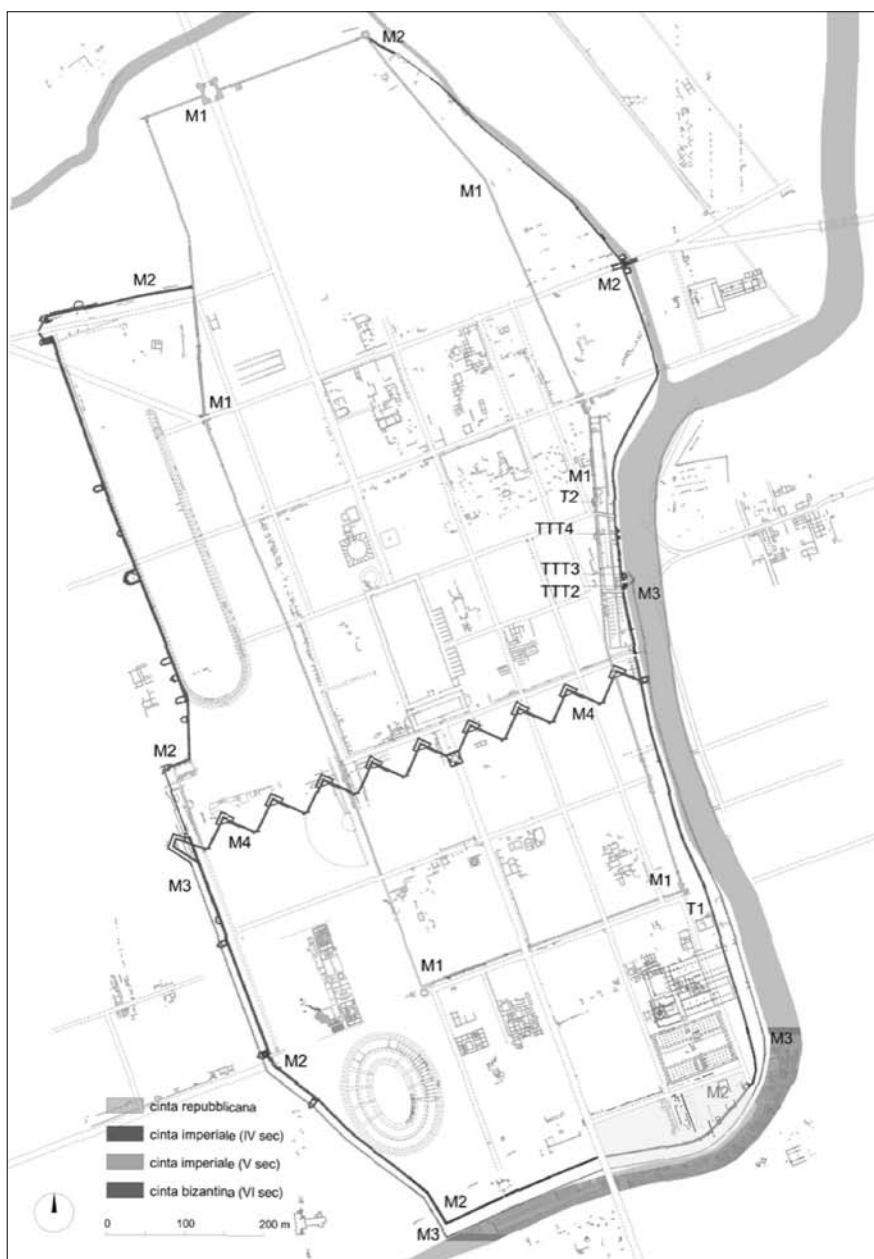 M2
M1
M1
M2
M2
M1
M1
T2
TTT4
TTT3
TTT2
M3
M4
M2
M4
M3
M1
T1
M1
M3
M2
M2
cinta repubblicana
cinta imperiale (IV sec)
cinta imperiale (V sec)
cinta bizantina (VI sec)
M2
M3
0 100 200 m